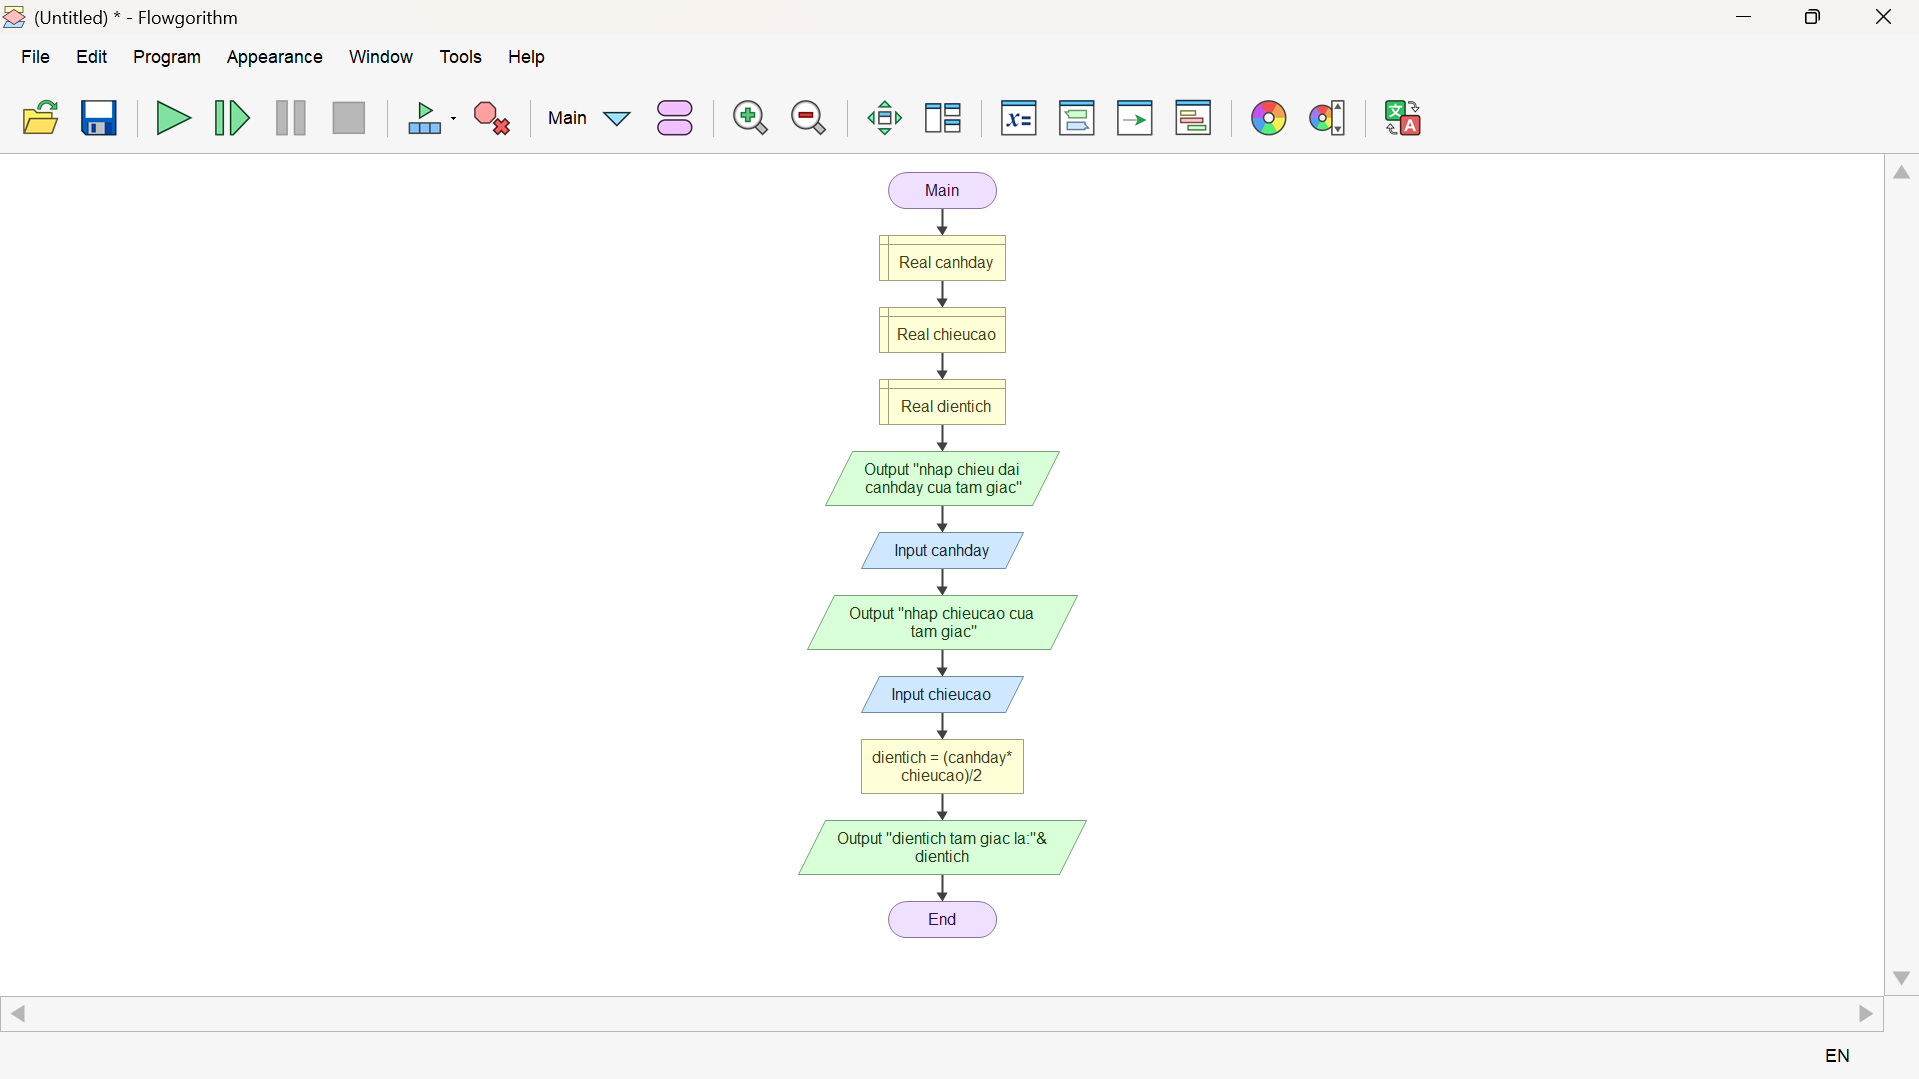 (Untitled) * - Flowgorithm
File Edit Program Appearance Window Tools Help
Main
x=
文
A
Main
Real canhday
Real chieucao
Real dientich
Output "nhap chieu dai
canhday cua tam giac"
Input canhday
Output "nhap chieucao cua
tam giac"
Input chieucao
dientich = (canhday*
chieucao)/2
Output "dientich tam giac la:"&
dientich
End
EN